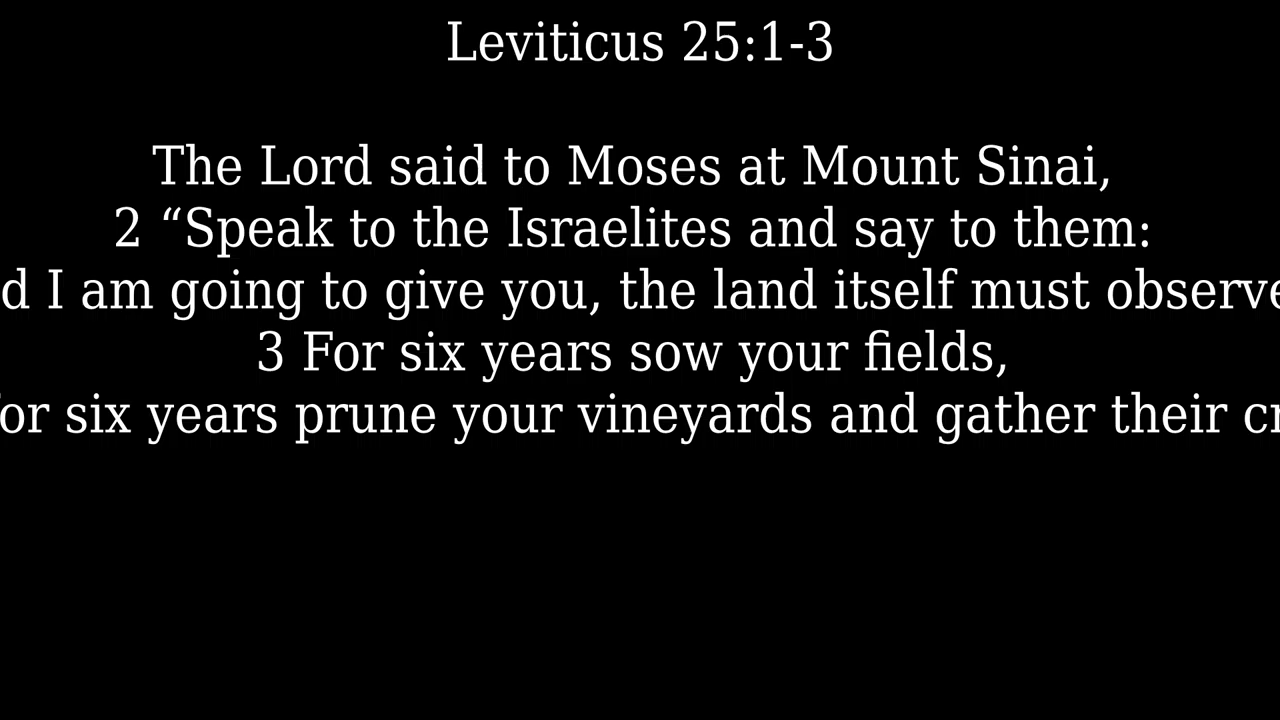 Leviticus 25:1-3
The Lord said to Moses at Mount Sinai,
2 “Speak to the Israelites and say to them:
I am going to give you, the land itself must observe
3 For six years sow your fields,
six years prune your vineyards and gather their